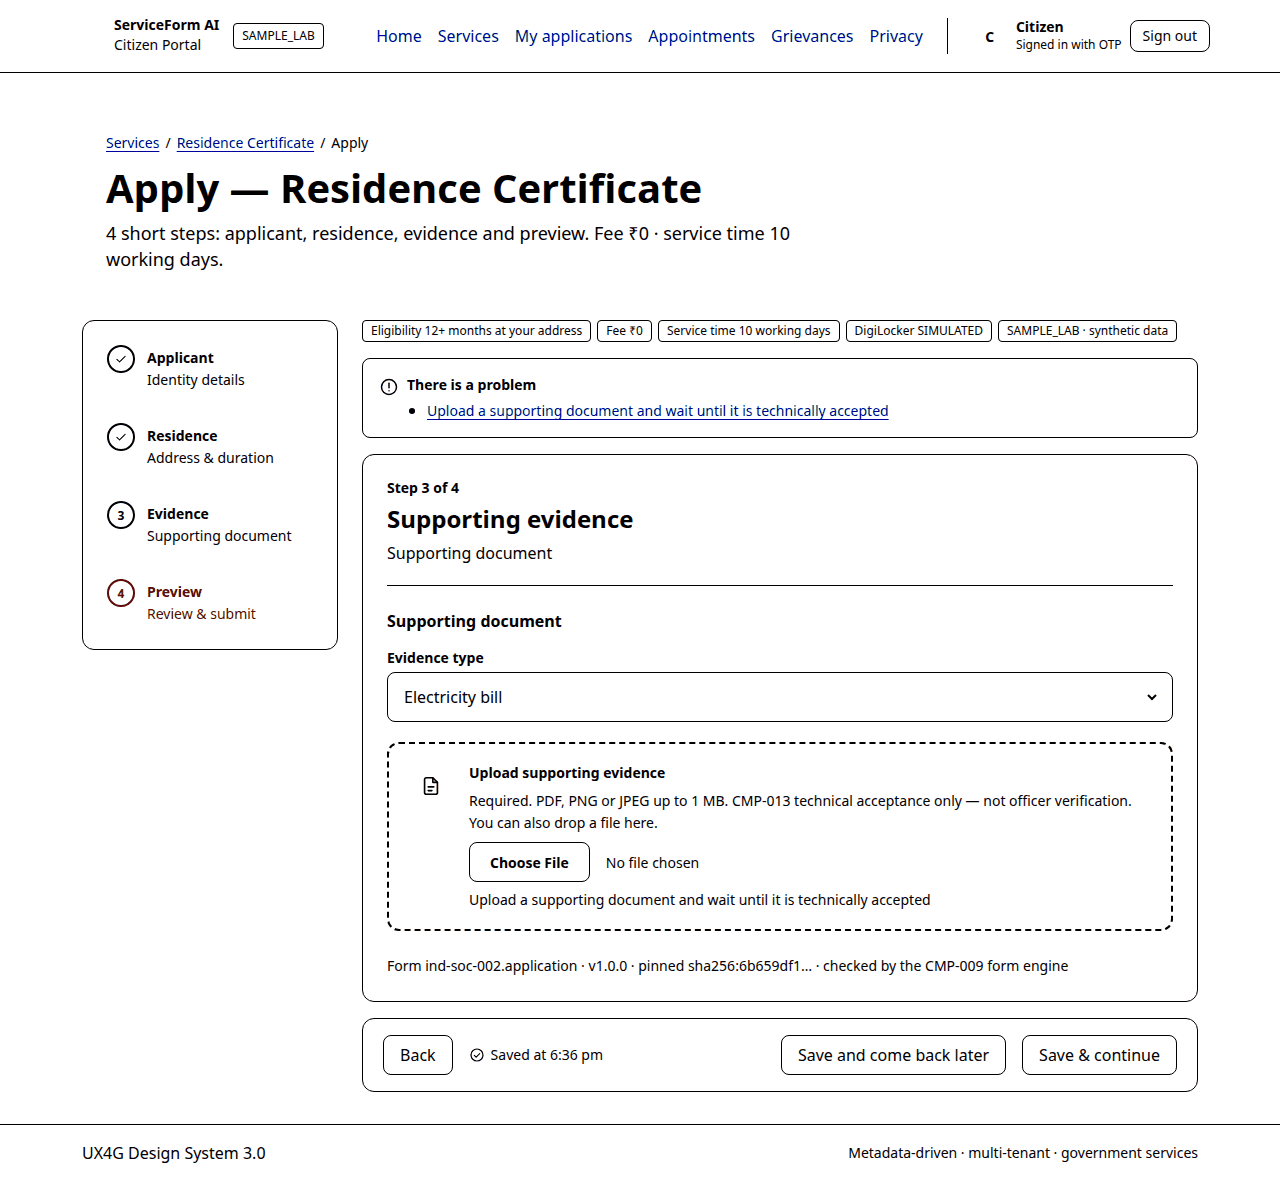 ServiceForm AI
Citizen Portal
SAMPLE_LAB
Home Services My applications Appointments Grievances Privacy
C
Citizen
Signed in with OTP
Sign out
Services / Residence Certificate / Apply
Apply — Residence Certificate
4 short steps: applicant, residence, evidence and preview. Fee ₹0 · service time 10
working days.
Applicant
Identity details
Residence
Address & duration
3
Evidence
Supporting document
4
Preview
Review & submit
Eligibility 12+ months at your address
Fee ₹0
Service time 10 working days
DigiLocker SIMULATED
SAMPLE_LAB · synthetic data
There is a problem
Upload a supporting document and wait until it is technically accepted
Step 3 of 4
Supporting evidence
Supporting document
Supporting document
Evidence type
Electricity bill
Upload supporting evidence
Required. PDF, PNG or JPEG up to 1 MB. CMP-013 technical acceptance only — not officer verification.
You can also drop a file here.
Choose File No file chosen
Upload a supporting document and wait until it is technically accepted
Form ind-soc-002.application · v1.0.0 · pinned sha256:6b659df1… · checked by the CMP-009 form engine
Back
Saved at 6:36 pm
Save and come back later
Save & continue
UX4G Design System 3.0
Metadata-driven · multi-tenant · government services